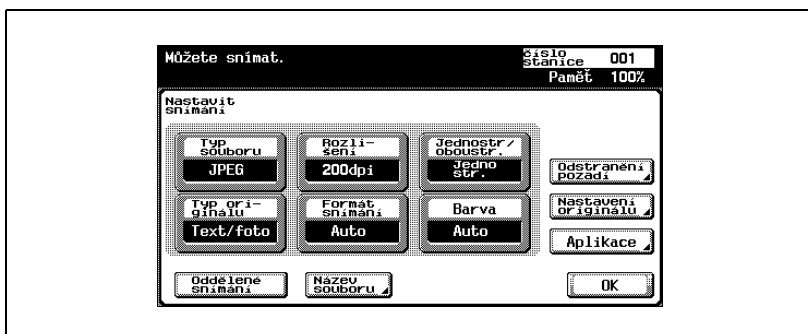 Můžete snímat.
číslo
stanice 001
Paměť 100%
Nastavit
snímání
Typ
souboru
JPEG
Rozli-
šení
200dpi
Jednostr/
oboustr.
Jedno
str.
Odstranění
pozadí
Typ ori-
ginálu
Text/foto
Formát
snímání
Auto
Barva
Auto
Nastavení
originálu
Aplikace
Oddělené
snímání
Název
souboru
OK